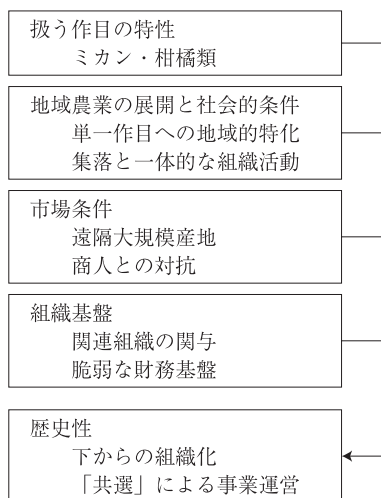 扱う作目の特性
ミカン・柑橘類
地域農業の展開と社会的条件
単一作目への地域的特化
集落と一体的な組織活動
市場条件
遠隔大規模産地
商人との対抗
組織基盤
関連組織の関与
脆弱な財務基盤
歴史性
下からの組織化
「共選」による事業運営